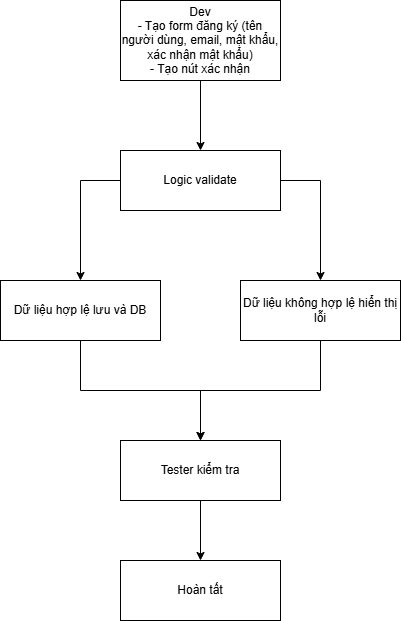 Dev
- Tạo form đăng ký (tên
người dùng, email, mật khẩu,
xác nhận mật khẩu)
- Tạo nút xác nhận
Logic validate
Dữ liệu hợp lệ lưu và DB
Dữ liệu không hợp lệ hiển thị
lỗi
Tester kiểm tra
Hoàn tất